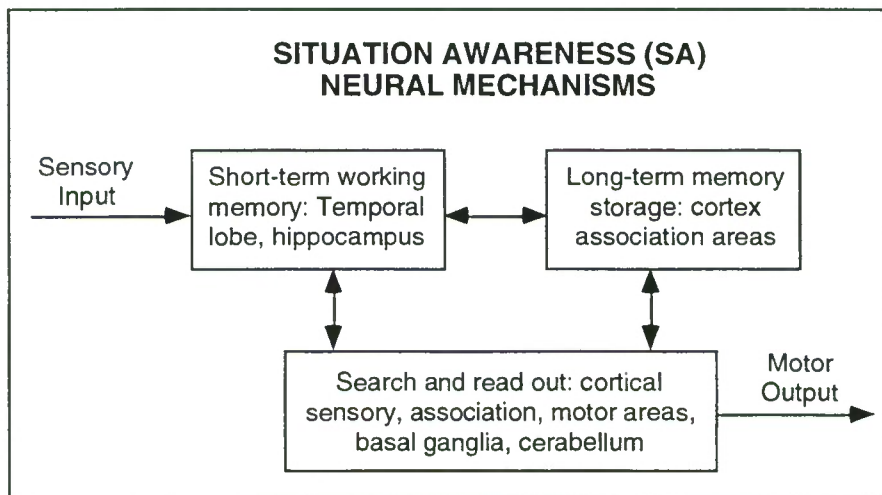 SITUATION AWARENESS (SA)
NEURAL MECHANISMS
Sensory
Input
Short-term working
memory: Temporal
lobe, hippocampus
Long-term memory
storage: cortex
association areas
Search and read out: cortical
sensory, association, motor areas,
basal ganglia, cerabellum
Motor
Output